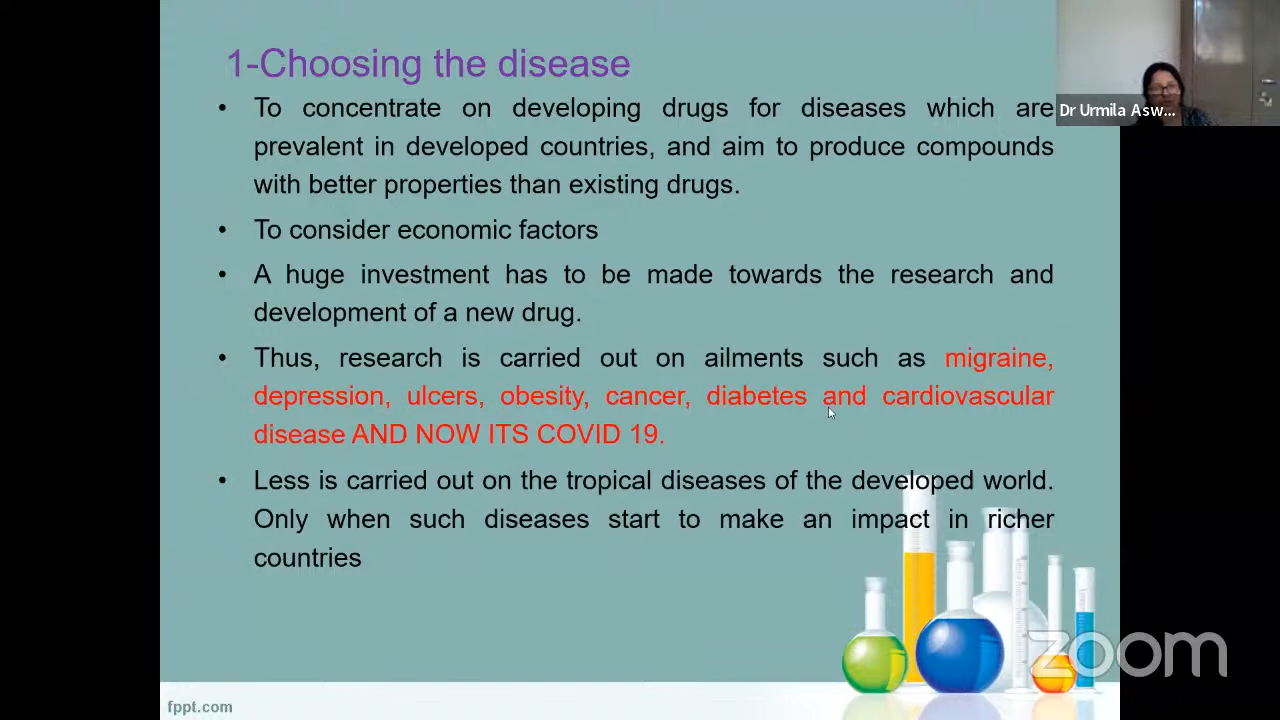 1-Choosing the disease
• To concentrate on developing drugs for diseases which are
prevalent in developed countries, and aim to produce compounds
with better properties than existing drugs.
• To consider economic factors
• A huge investment has to be made towards the research and
development of a new drug.
• Thus, research is carried out on ailments such as migraine,
depression, ulcers, obesity, cancer, diabetes and cardiovascular
disease AND NOW ITS COVID 19.
• Less is carried out on the tropical diseases of the developed world.
Only when such diseases start to make an impact in richer
countries
Dr Urmila Asw...
zoom
fppt.com